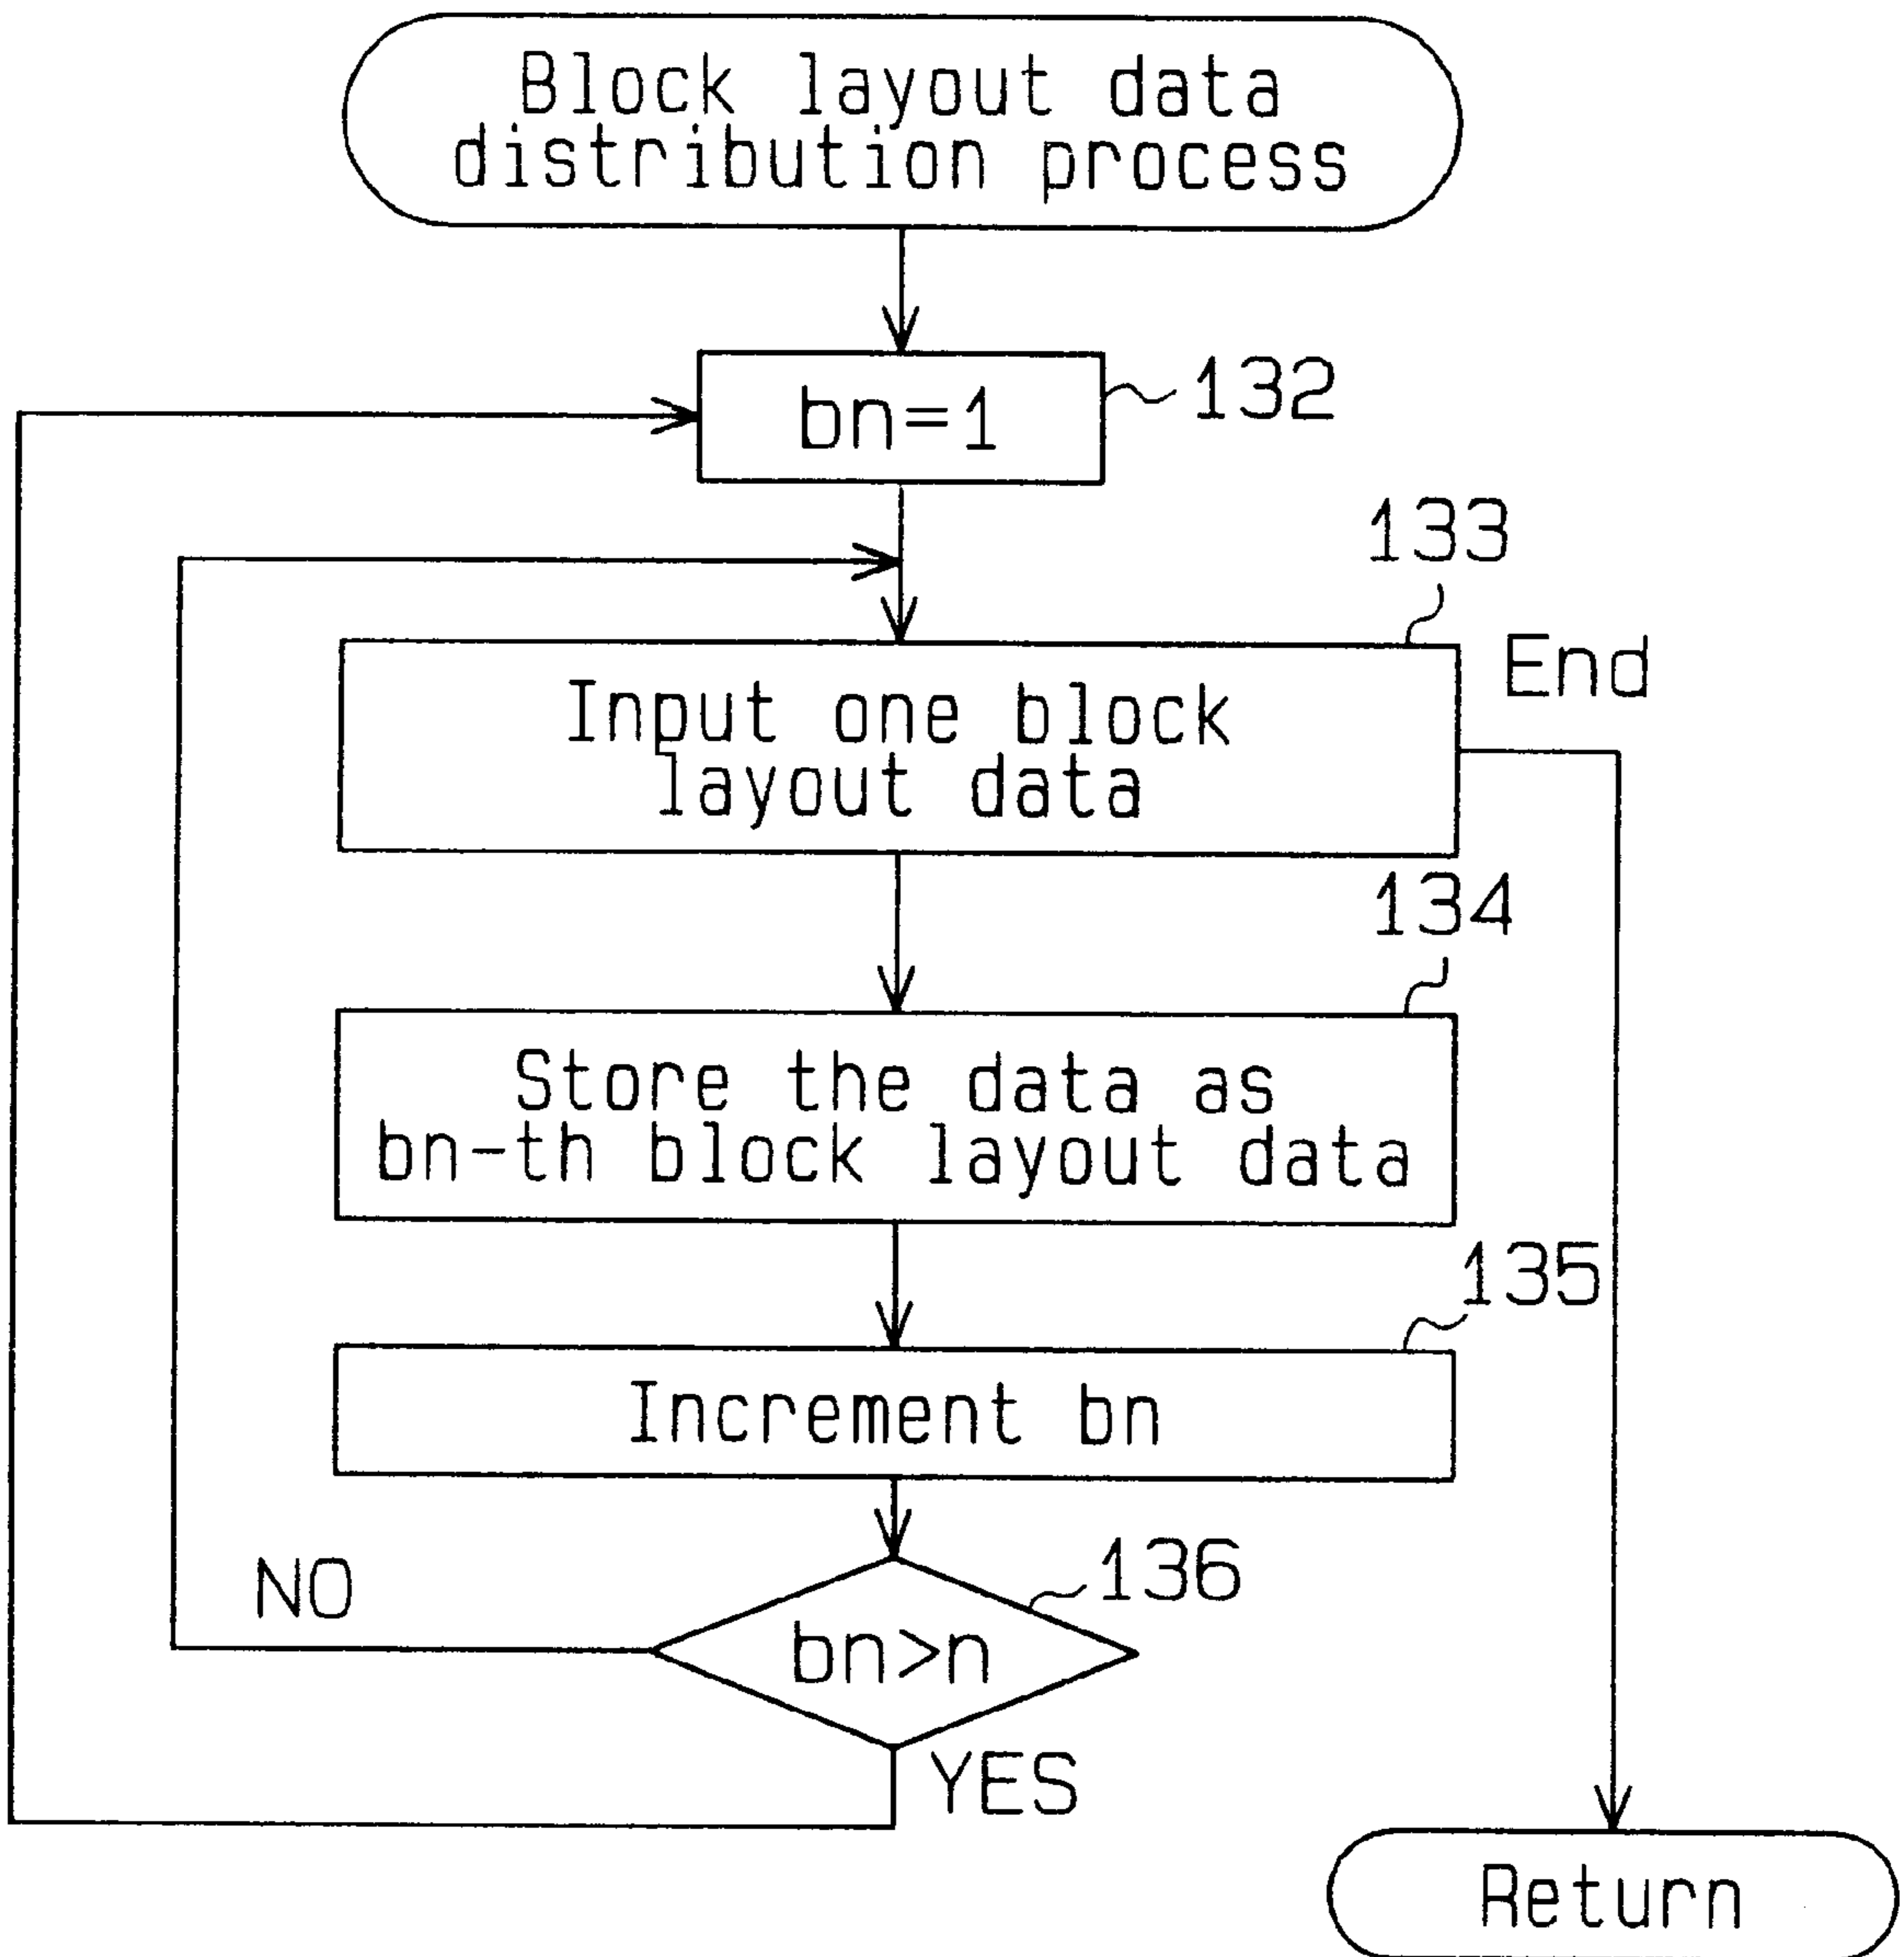 Block layout data
distribution process
132
bn=1
133
End
Input one block
layout data
134
Store the data as
bn-th block layout data
135
Increment bn
136
NO
bn>n
YES
Return